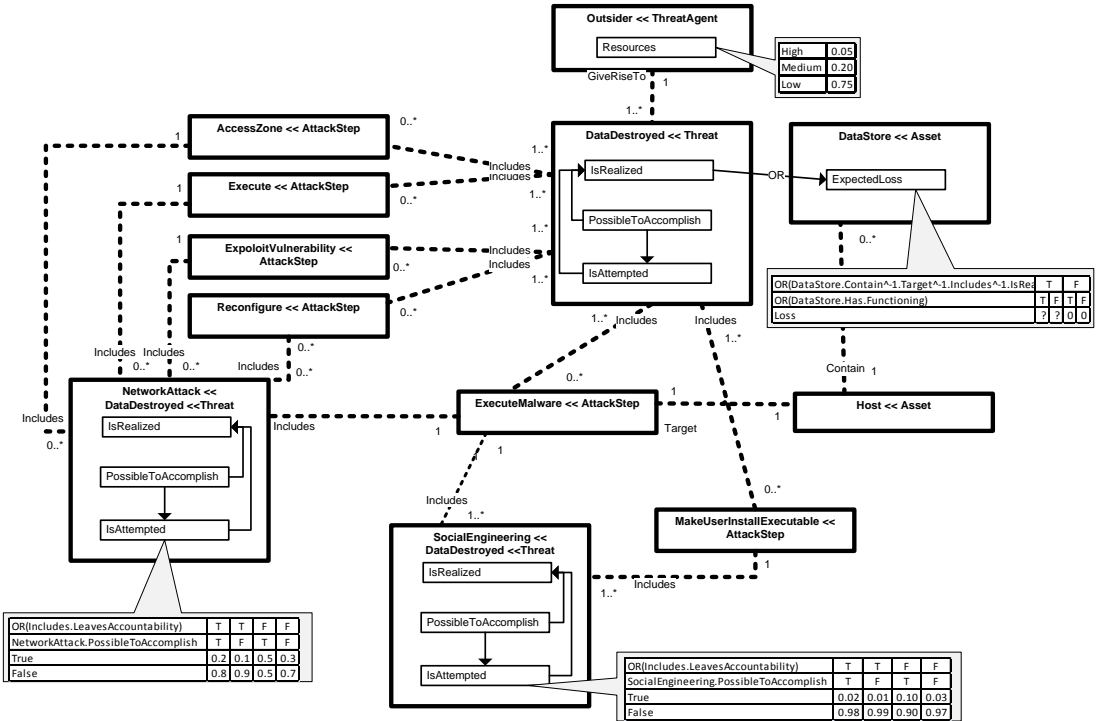 Outsider << ThreatAgent
Resources
High 0.05
Medium 0.20
Low 0.75
GiveRiseTo
1
1..*
AccessZone << AttackStep
0..*
1
DataDestroyed << Threat
1..*
IsRealized
Includes
OR
DataStore << Asset
ExpectedLoss
Execute << AttackStep
1
Includes
0..*
1..*
PossibleToAccomplish
1..*
ExpoloitVulnerability <<
AttackStep
1
Includes
0..*
Includes
IsAttempted
1..*
0..*
Reconfigure << AttackStep
0..*
OR(DataStore.Contain^-1.Target^-1.Includes^-1.IsRea T F
OR(DataStore.Has.Functioning) T F T F
Loss ? ? 0 0
1..*
Includes
Includes
1..*
0..*
Includes
Includes
0..*
0..*
Includes
0..*
Contain
1
NetworkAttack <<
DataDestroyed <<Threat
IsRealized
Includes
0..*
Includes
1
0..*
ExecuteMalware << AttackStep
1
Target
1
Host << Asset
PossibleToAccomplish
IsAttempted
1
1
Includes
1..*
0..*
MakeUserInstallExecutable <<
AttackStep
1
Includes
1..*
SocialEngineering <<
DataDestroyed <<Threat
IsRealized
PossibleToAccomplish
IsAttempted
OR(Includes.LeavesAccountability) T T F F
NetworkAttack.PossibleToAccomplish T F T F
True 0.2 0.1 0.5 0.3
False 0.8 0.9 0.5 0.7
OR(Includes.LeavesAccountability) T T F F
SocialEngineering.PossibleToAccomplish T F T F
True 0.02 0.01 0.10 0.03
False 0.98 0.99 0.90 0.97